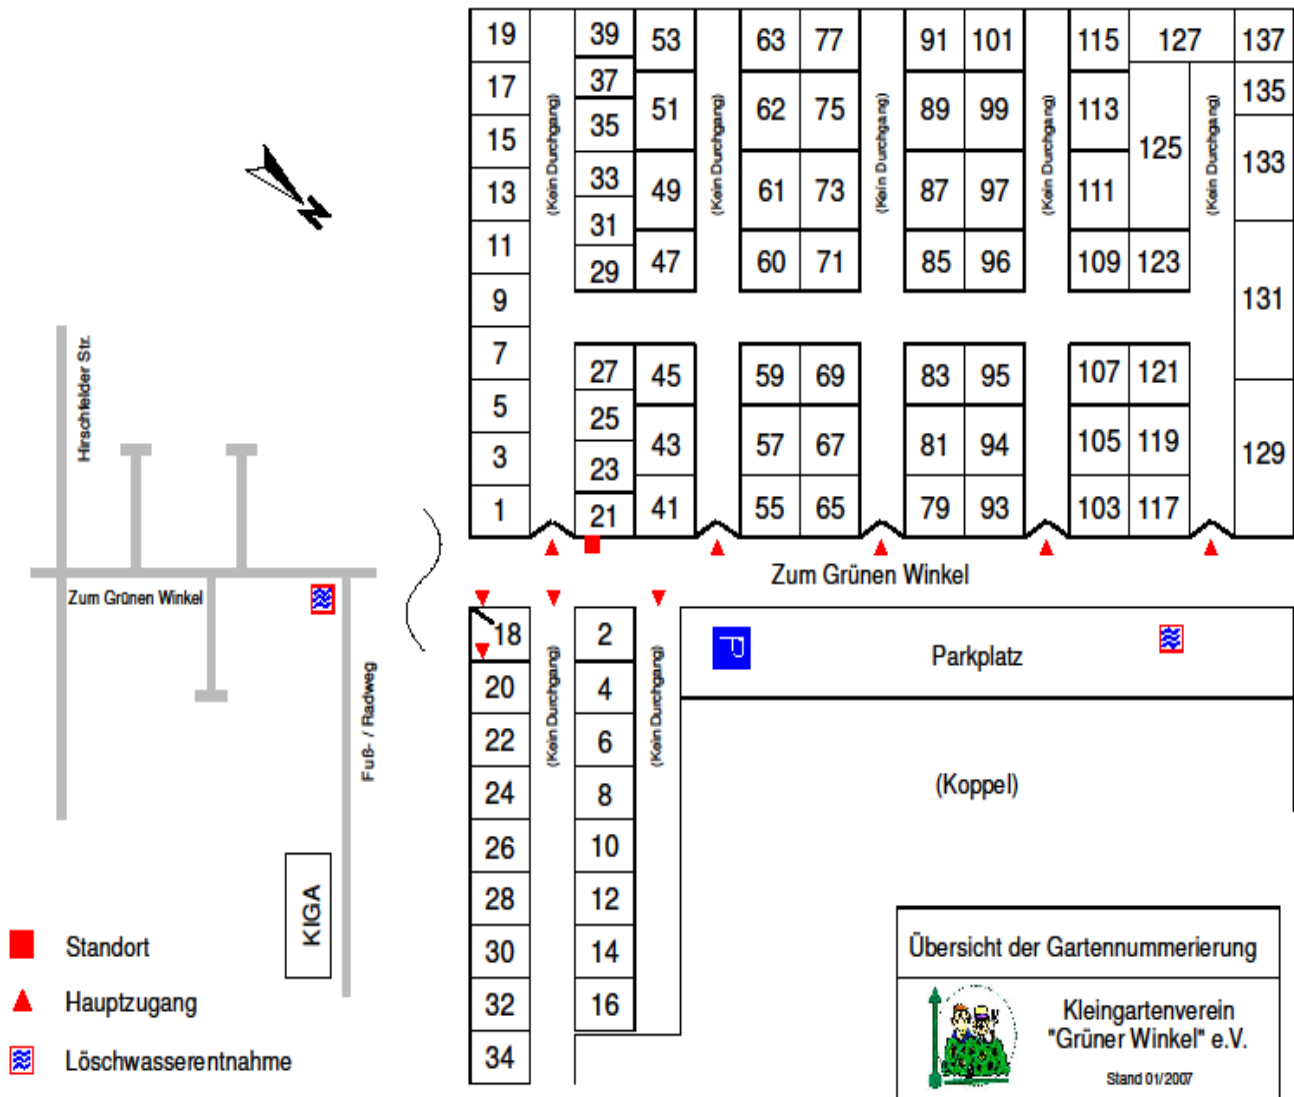 19 39 53 63 77 91 101 115 127 137
17 37 51 62 75 89 99 113 125 135
15 35 133
13 33 49 61 73 87 97 111
11 31
9 29 47 60 71 85 96 109 123 131
(Kein Durchgang) (Kein Durchgang) (Kein Durchgang) (Kein Durchgang) (Kein Durchgang)
7 27 45 59 69 83 95 107 121
5 25
3 23 43 57 67 81 94 105 119 129
1 21 41 55 65 79 93 103 117
N
Hirschfelder Str.
Zum Grünen Winkel
Fuß- / Radweg
KIGA
Zum Grünen Winkel
18 2
20 4
22 6
24 8
26 10
28 12
30 14
32 16
34
(Kein Durchgang) (Kein Durchgang)
P
Parkplatz
(Koppel)
Standort
Hauptzugang
Löschwasserentnahme
Übersicht der Gartennummerierung
Kleingartenverein
"Grüner Winkel" e.V.
Stand 01/2007